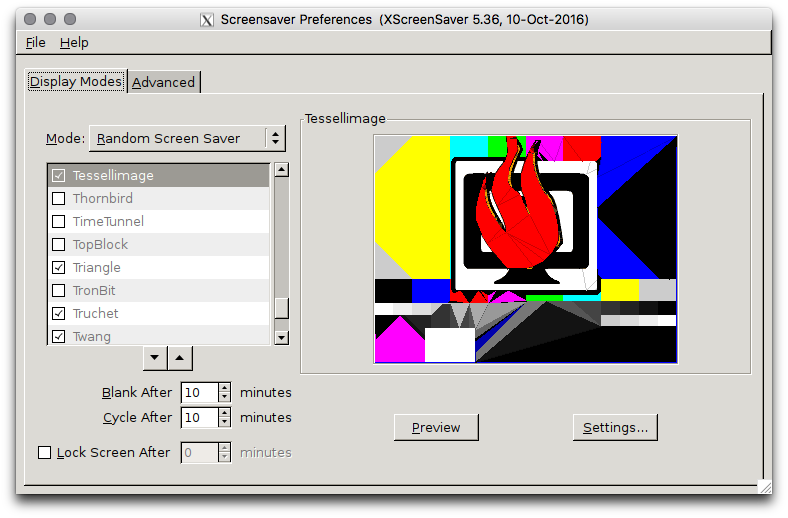 Screensaver Preferences (XScreenSaver 5.36, 10-Oct-2016)
File Help
Display Modes Advanced
Mode: Random Screen Saver
Tessellimage
Thornbird
TimeTunnel
TopBlock
Triangle
TronBit
Truchet
Twang
Blank After 10 minutes
Cycle After 10 minutes
Lock Screen After 0 minutes
Tessellimage
Preview Settings...